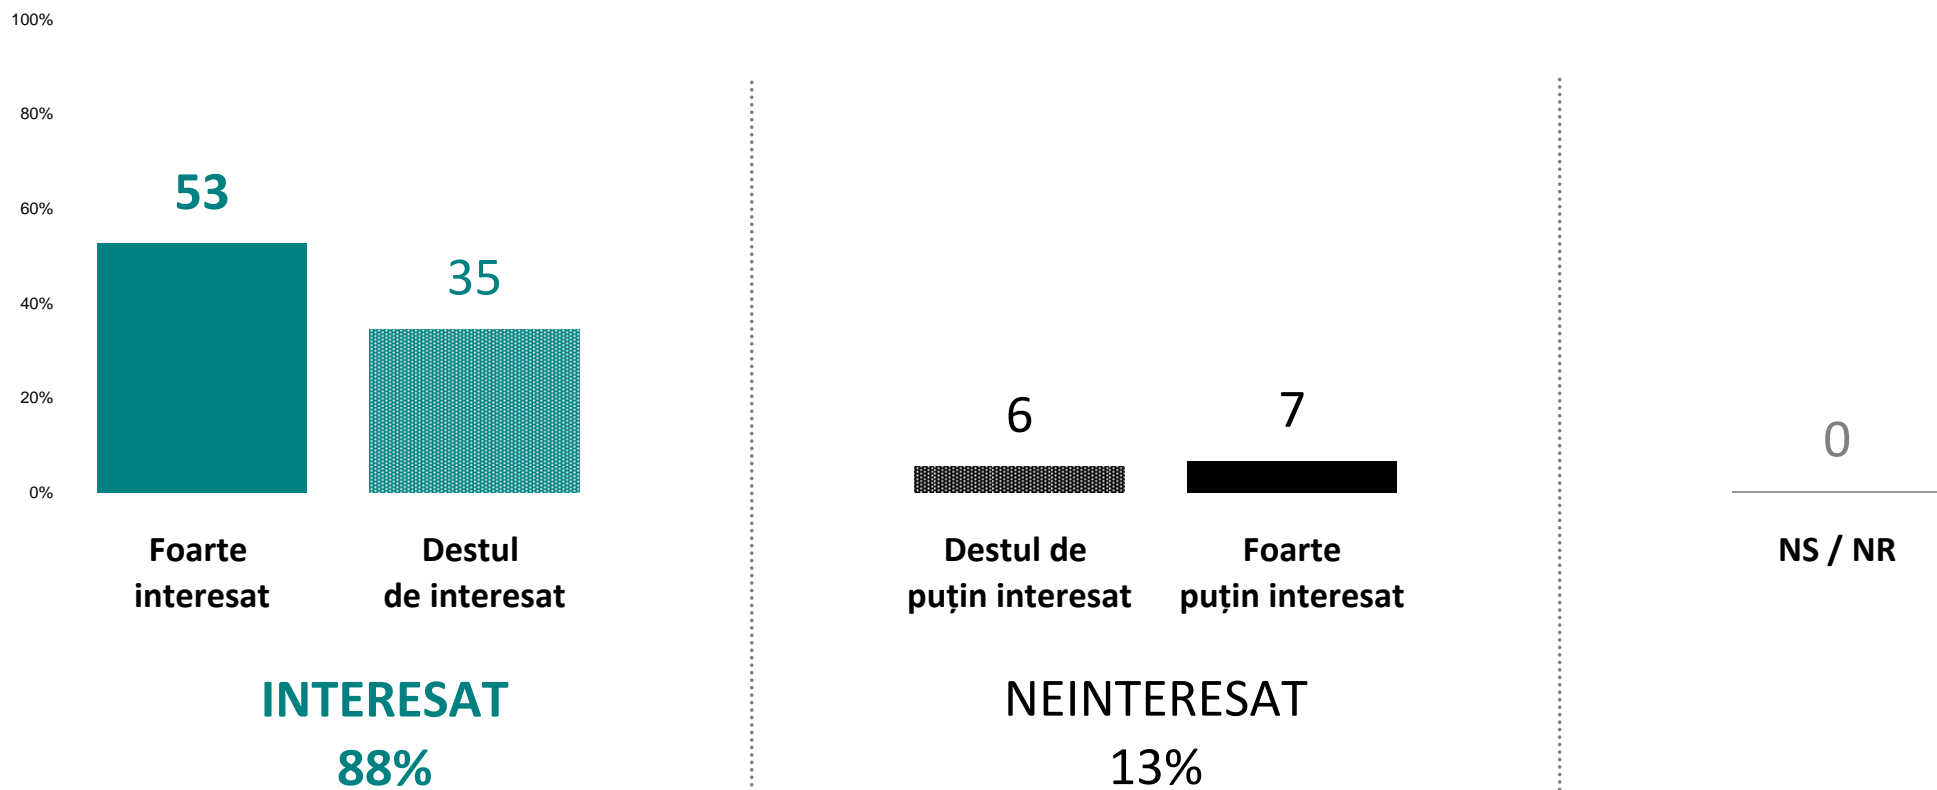 100%
80%
60%
40%
20%
0%
53
35
6
7
0
Foarte
interesat
Destul
de interesat
Destul de
puțin interesat
Foarte
puțin interesat
NS / NR
INTERESAT
88%
NEINTERESAT
13%